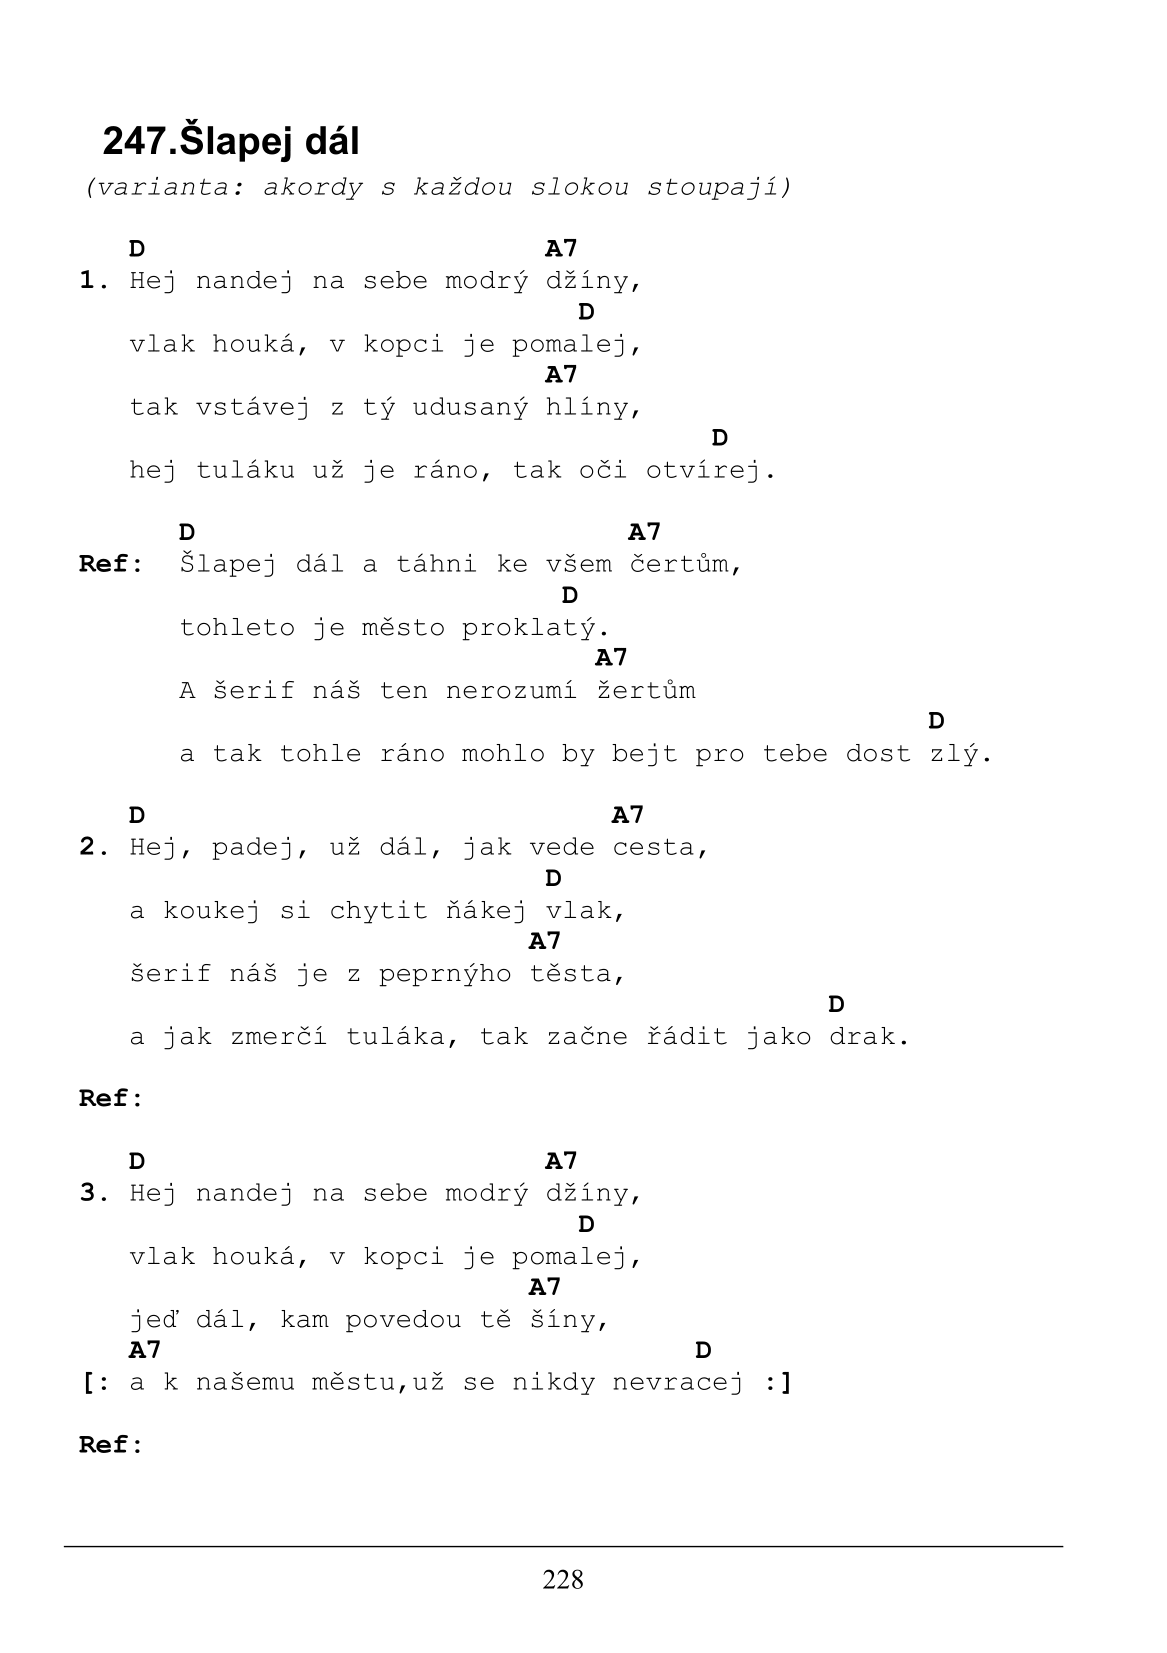 247.Šlapej dál
(varianta: akordy s každou slokou stoupají)
D A7
1. Hej nandej na sebe modrý džíny,
D
vlak houká, v kopci je pomalej,
A7
tak vstávej z tý udusaný hlíny,
D
hej tuláku už je ráno, tak oči otvírej.
D A7
Ref: Šlapej dál a táhni ke všem čertům,
D
tohleto je město proklatý.
A7
A šerif náš ten nerozumí žertům
D
a tak tohle ráno mohlo by bejt pro tebe dost zlý.
D A7
2. Hej, padej, už dál, jak vede cesta,
D
a koukej si chytit ňákej vlak,
A7
šerif náš je z peprnýho těsta,
D
a jak zmerčí tuláka, tak začne řádit jako drak.
Ref:
D A7
3. Hej nandej na sebe modrý džíny,
D
vlak houká, v kopci je pomalej,
A7
jeď dál, kam povedou tě šíny,
A7 D
[: a k našemu městu,už se nikdy nevracej :]
Ref:
228